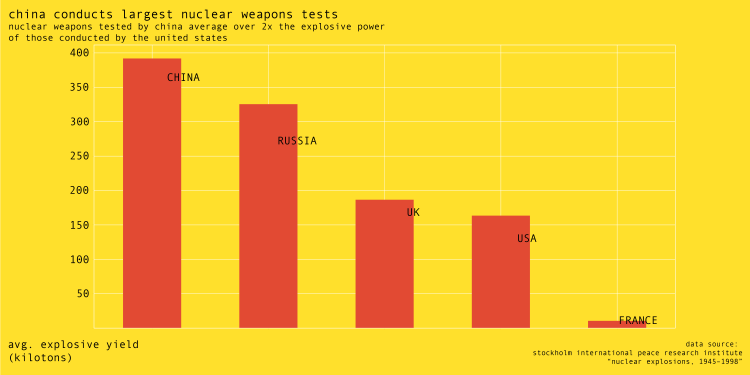 china conducts largest nuclear weapons tests
nuclear weapons tested by china average over 2x the explosive power
of those conducted by the united states
400
350
300
250
200
150
100
50
CHINA
RUSSIA
UK
USA
FRANCE
avg. explosive yield
(kilotons)
data source:
stockholm international peace research institute
"nuclear explosions, 1945-1998"